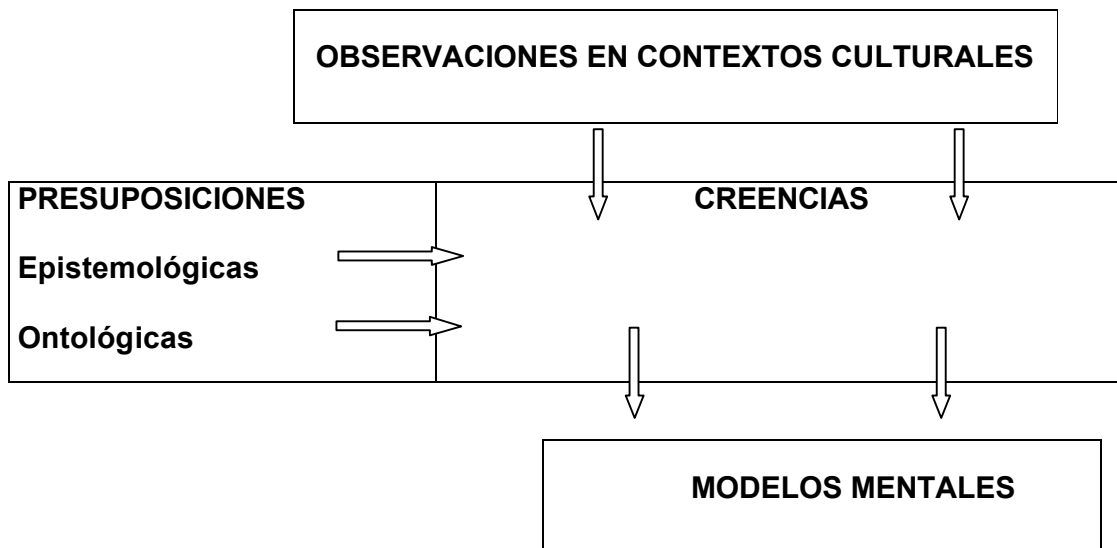 OBSERVACIONES EN CONTEXTOS CULTURALES
PRESUPOSICIONES
Epistemológicas
Ontológicas
CREENCIAS
MODELOS MENTALES